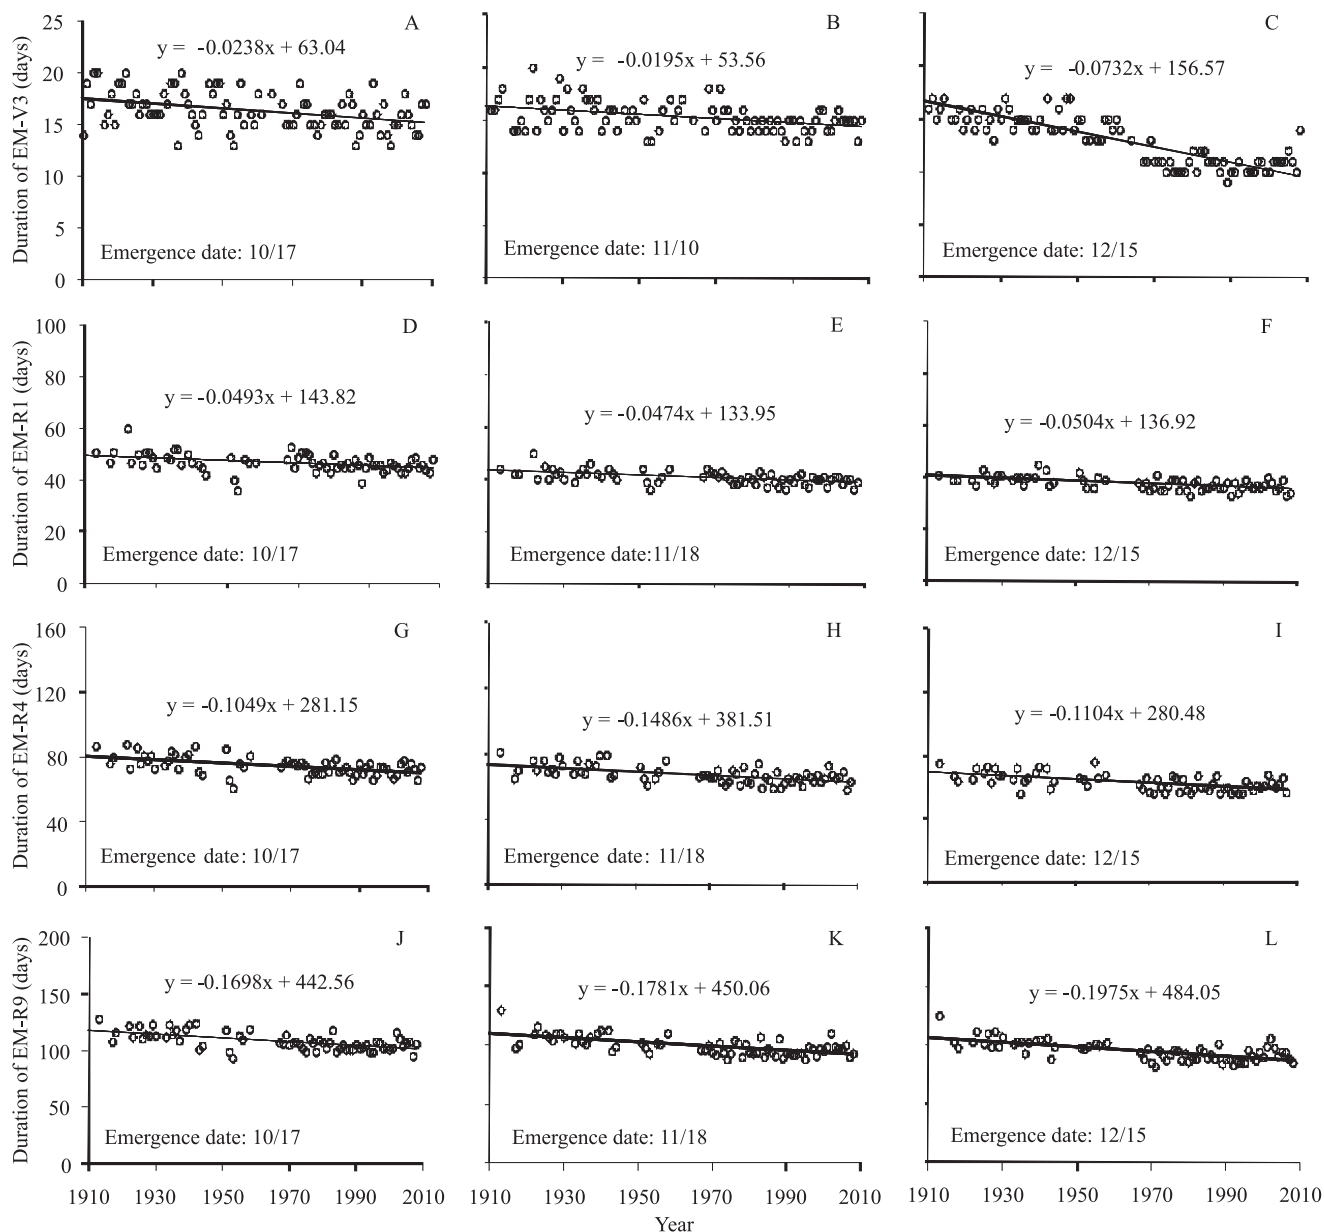 A
B
C
Duration of EM-V3 (days)
25
20
15
10
5
0
y = -0.0238x + 63.04
y = -0.0195x + 53.56
y = -0.0732x + 156.57
Emergence date: 10/17
11/10
Emergence date: 12/15
D
E
F
Duration of EM-R1 (days)
100
80
60
40
20
0
y = -0.0493x + 143.82
y = -0.0474x + 133.95
y = -0.0504x + 136.92
Emergence date: 10/17
Emergence date:11/18
Emergence date: 12/15
G
H
I
Duration of EM-R4 (days)
160
120
80
40
0
y = -0.1049x + 281.15
y = -0.1486x + 381.51
y = -0.1104x + 280.48
Emergence date: 10/17
Emergence date: 11/18
Emergence date: 12/15
J
K
L
Duration of EM-R9 (days)
200
150
100
50
0
y = -0.1698x + 442.56
y = -0.1781x + 450.06
y = -0.1975x + 484.05
Emergence date: 10/17
Emergence date: 11/18
Emergence date: 12/15
1910 1930 1950 1970 1990 2010
1910 1930 1950 1970 1990 2010
1910 1930 1950 1970 1990 2010
Year